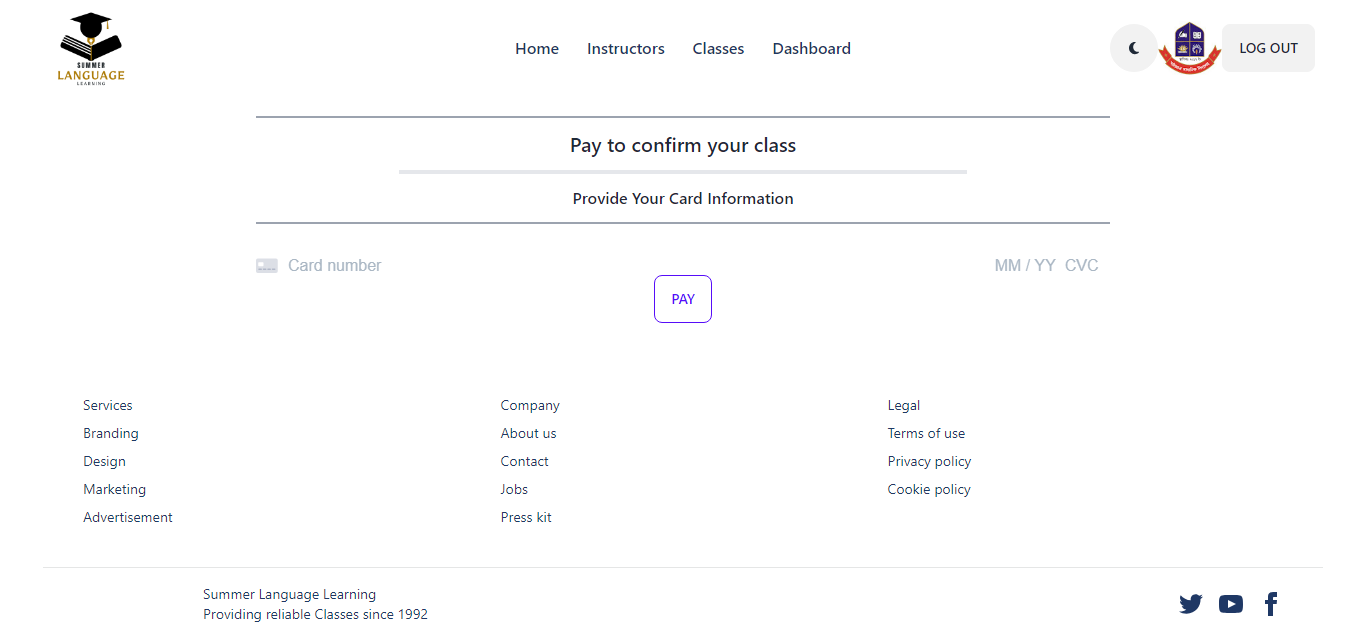 SUMMER
LANGUAGE
LEARNING
Home Instructors Classes Dashboard
LOG OUT
Pay to confirm your class
Provide Your Card Information
Card number MM / YY CVC
PAY
Services
Branding
Design
Marketing
Advertisement
Company
About us
Contact
Jobs
Press kit
Legal
Terms of use
Privacy policy
Cookie policy
Summer Language Learning
Providing reliable Classes since 1992